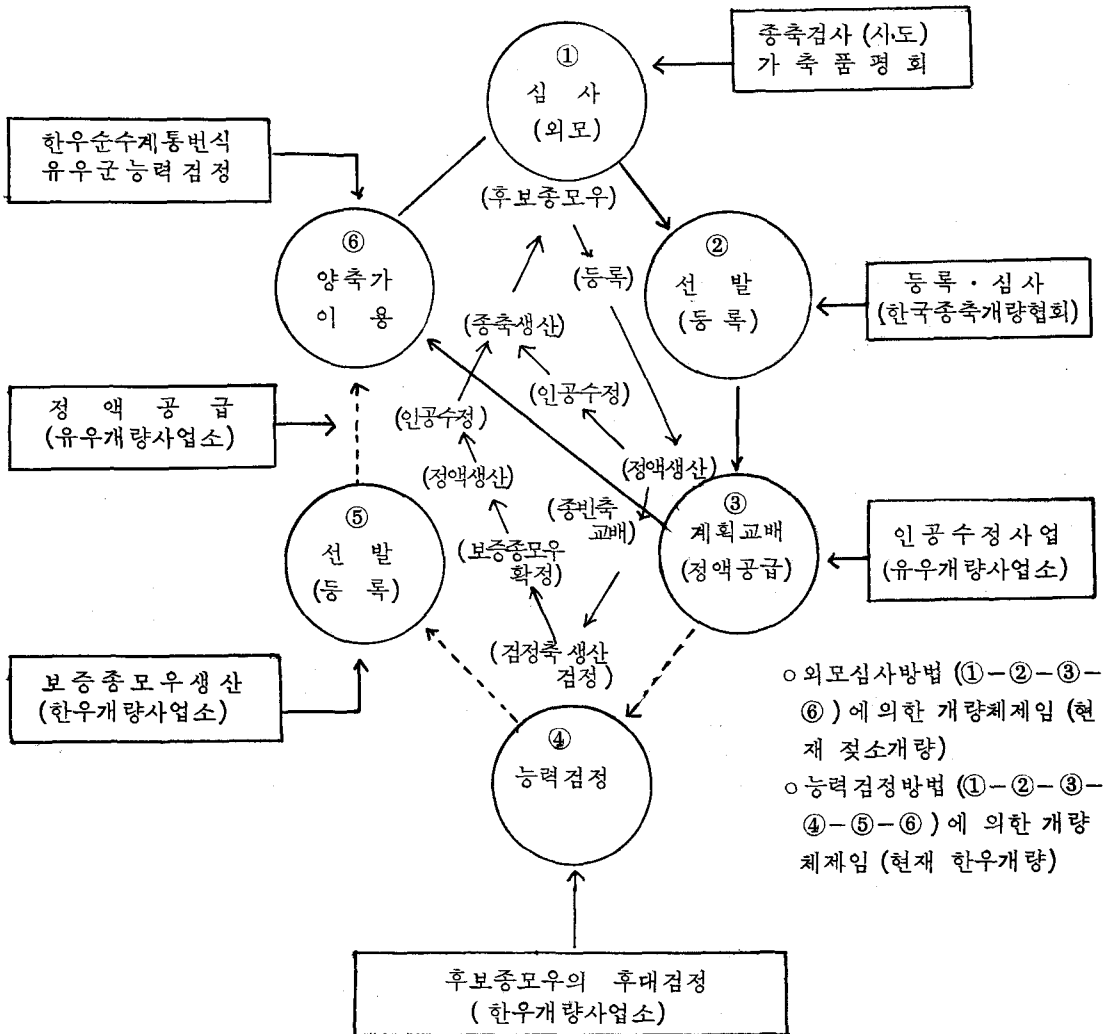 종축검사 (시·도)
가 축 품 평 회
①
심 사
(외모)
한우순수계통번식
유우군능력검정
(후보종모우)
⑥
양축가
이 용
②
선 발
(등 록)
(등록)
등록 · 심사
(한국종축개량협회)
(종축생산)
(인공수정)
(인공수정)
정 액 공 급
(유우개량사업소)
(정액생산)
(정액생산)
③
계획교배
(정액공급)
(종빈축
교배)
인공수정사업
(유우개량사업소)
⑤
선 발
(등 록)
(보증종모우
확정)
(검정축 생산
검정)
보증종모우생산
(한우개량사업소)
④
능력검정
○ 외모심사방법 (①-②-③-
⑥) 에 의한 개량체제임 (현
재 젖소개량)
○ 능력검정방법 (①-②-③-
④-⑤-⑥) 에 의한 개량
체제임 (현재 한우개량)
후보종모우의 후대검정
(한우개량사업소)